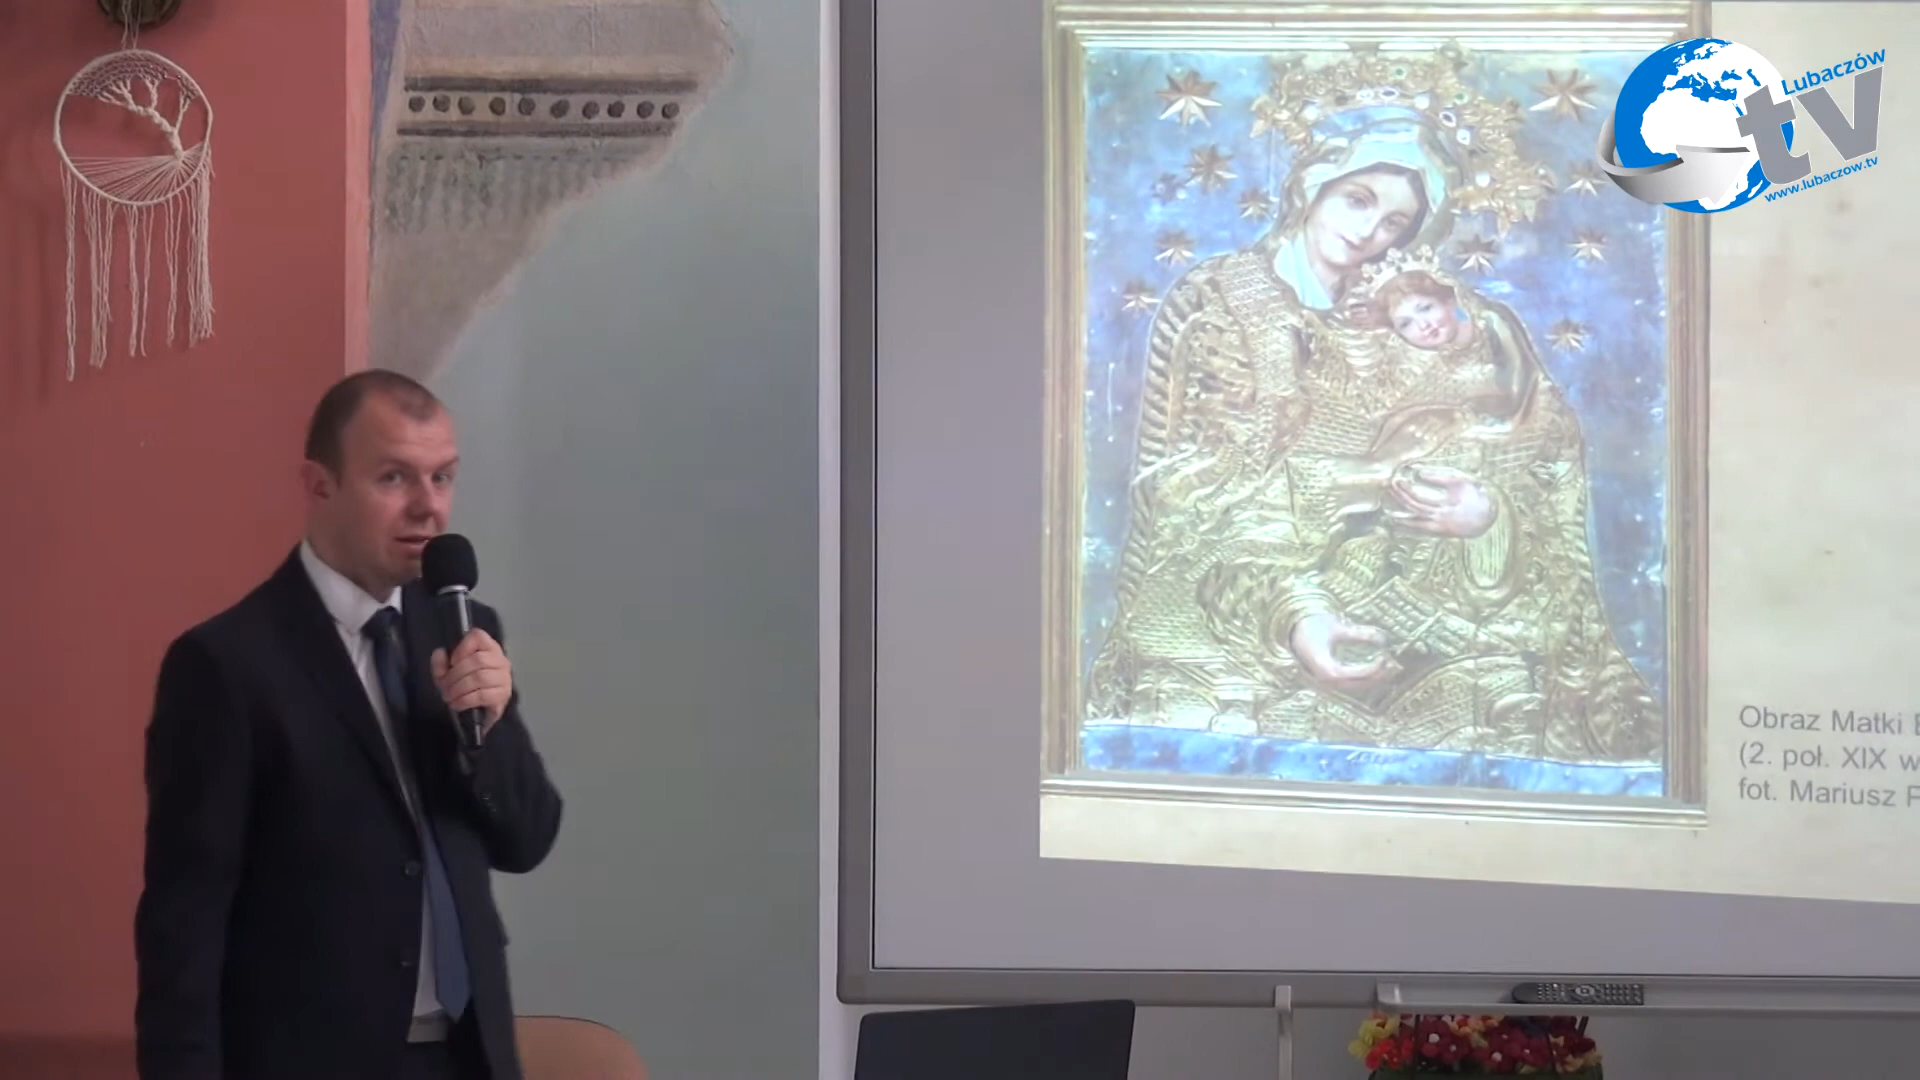 Lubaczów
tv
www.lubaczow.tv
Obraz Matki
(2. poł. XIX
fot. Mariusz